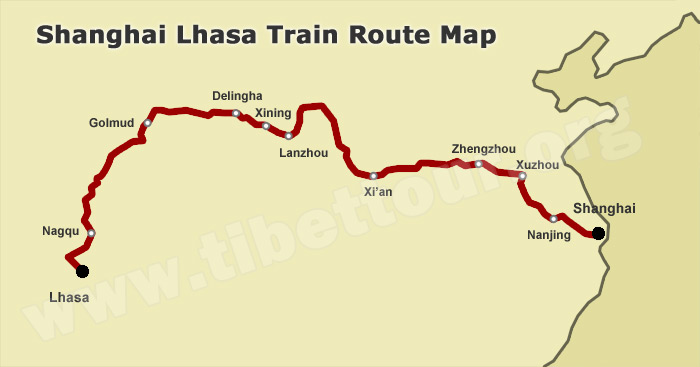 Shanghai Lhasa Train Route Map
Delingha
Xining
Golmud
Lanzhou
Zhengzhou
Xuzhou
Xi'an
Shanghai
Nagqu
Nanjing
Lhasa
www.tibettour.org